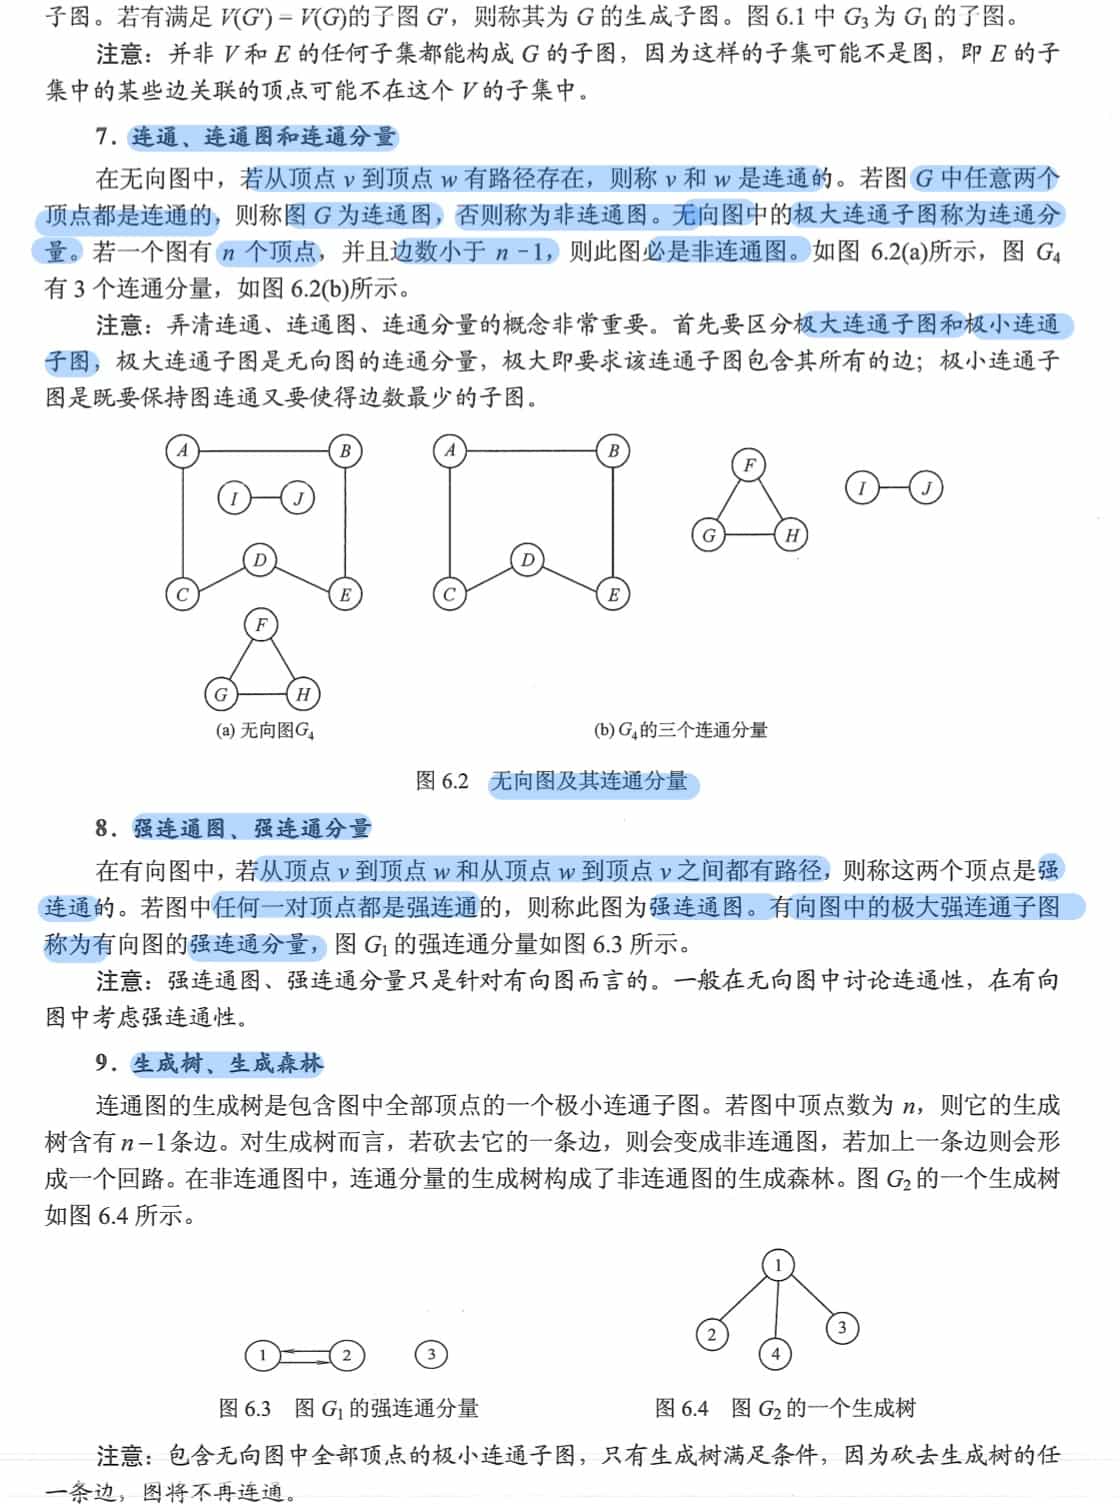 子图。若有满足 V(G′) = V(G)的子图 G′，则称其为 G 的生成子图。图 6.1 中 G₃为 G₁ 的子图。
注意：并非 V 和 E 的任何子集都能构成 G 的子图，因为这样的子集可能不是图，即 E 的子
集中的某些边关联的顶点可能不在这个 V 的子集中。
7．连通、连通图和连通分量
在无向图中，若从顶点 v 到顶点 w 有路径存在，则称 v 和 w 是连通的。若图 G 中任意两个
顶点都是连通的，则称图 G 为连通图，否则称为非连通图。无向图中的极大连通子图称为连通分
量。若一个图有 n 个顶点，并且边数小于 n −1，则此图必是非连通图。如图 6.2(a)所示，图 G₄
有 3 个连通分量，如图 6.2(b)所示。
注意：弄清连通、连通图、连通分量的概念非常重要。首先要区分极大连通子图和极小连通
子图，极大连通子图是无向图的连通分量，极大即要求该连通子图包含其所有的边；极小连通子
图是既要保持图连通又要使得边数最少的子图。
A B A B F I J
I J G H
D D
C E C E
F
G H
(a) 无向图G₄ (b) G₄的三个连通分量
图 6.2 无向图及其连通分量
8．强连通图、强连通分量
在有向图中，若从顶点 v 到顶点 w 和从顶点 w 到顶点 v 之间都有路径，则称这两个顶点是强
连通的。若图中任何一对顶点都是强连通的，则称此图为强连通图。有向图中的极大强连通子图
称为有向图的强连通分量，图 G₁ 的强连通分量如图 6.3 所示。
注意：强连通图、强连通分量只是针对有向图而言的。一般在无向图中讨论连通性，在有向
图中考虑强连通性。
9．生成树、生成森林
连通图的生成树是包含图中全部顶点的一个极小连通子图。若图中顶点数为 n，则它的生成
树含有 n −1条边。对生成树而言，若砍去它的一条边，则会变成非连通图，若加上一条边则会形
成一个回路。在非连通图中，连通分量的生成树构成了非连通图的生成森林。图 G₂ 的一个生成树
如图 6.4 所示。
1
1 2 3 2 4 3
图 6.3 图 G₁ 的强连通分量 图 6.4 图 G₂ 的一个生成树
注意：包含无向图中全部顶点的极小连通子图，只有生成树满足条件，因为砍去生成树的任
一条边，图将不再连通。